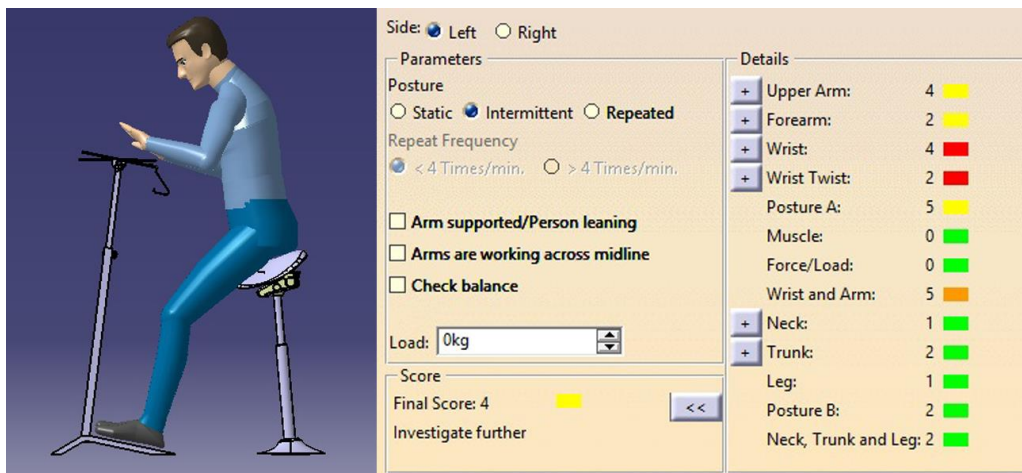 Side: Left Right
Parameters
Posture
Static Intermittent Repeated
Repeat Frequency
< 4 Times/min. > 4 Times/min.
Arm supported/Person leaning
Arms are working across midline
Check balance
Load: 0kg
Score
Final Score: 4
<<
Investigate further
Details
+ Upper Arm: 4
+ Forearm: 2
+ Wrist: 4
+ Wrist Twist: 2
Posture A: 5
Muscle: 0
Force/Load: 0
Wrist and Arm: 5
+ Neck: 1
+ Trunk: 2
Leg: 1
Posture B: 2
Neck, Trunk and Leg: 2